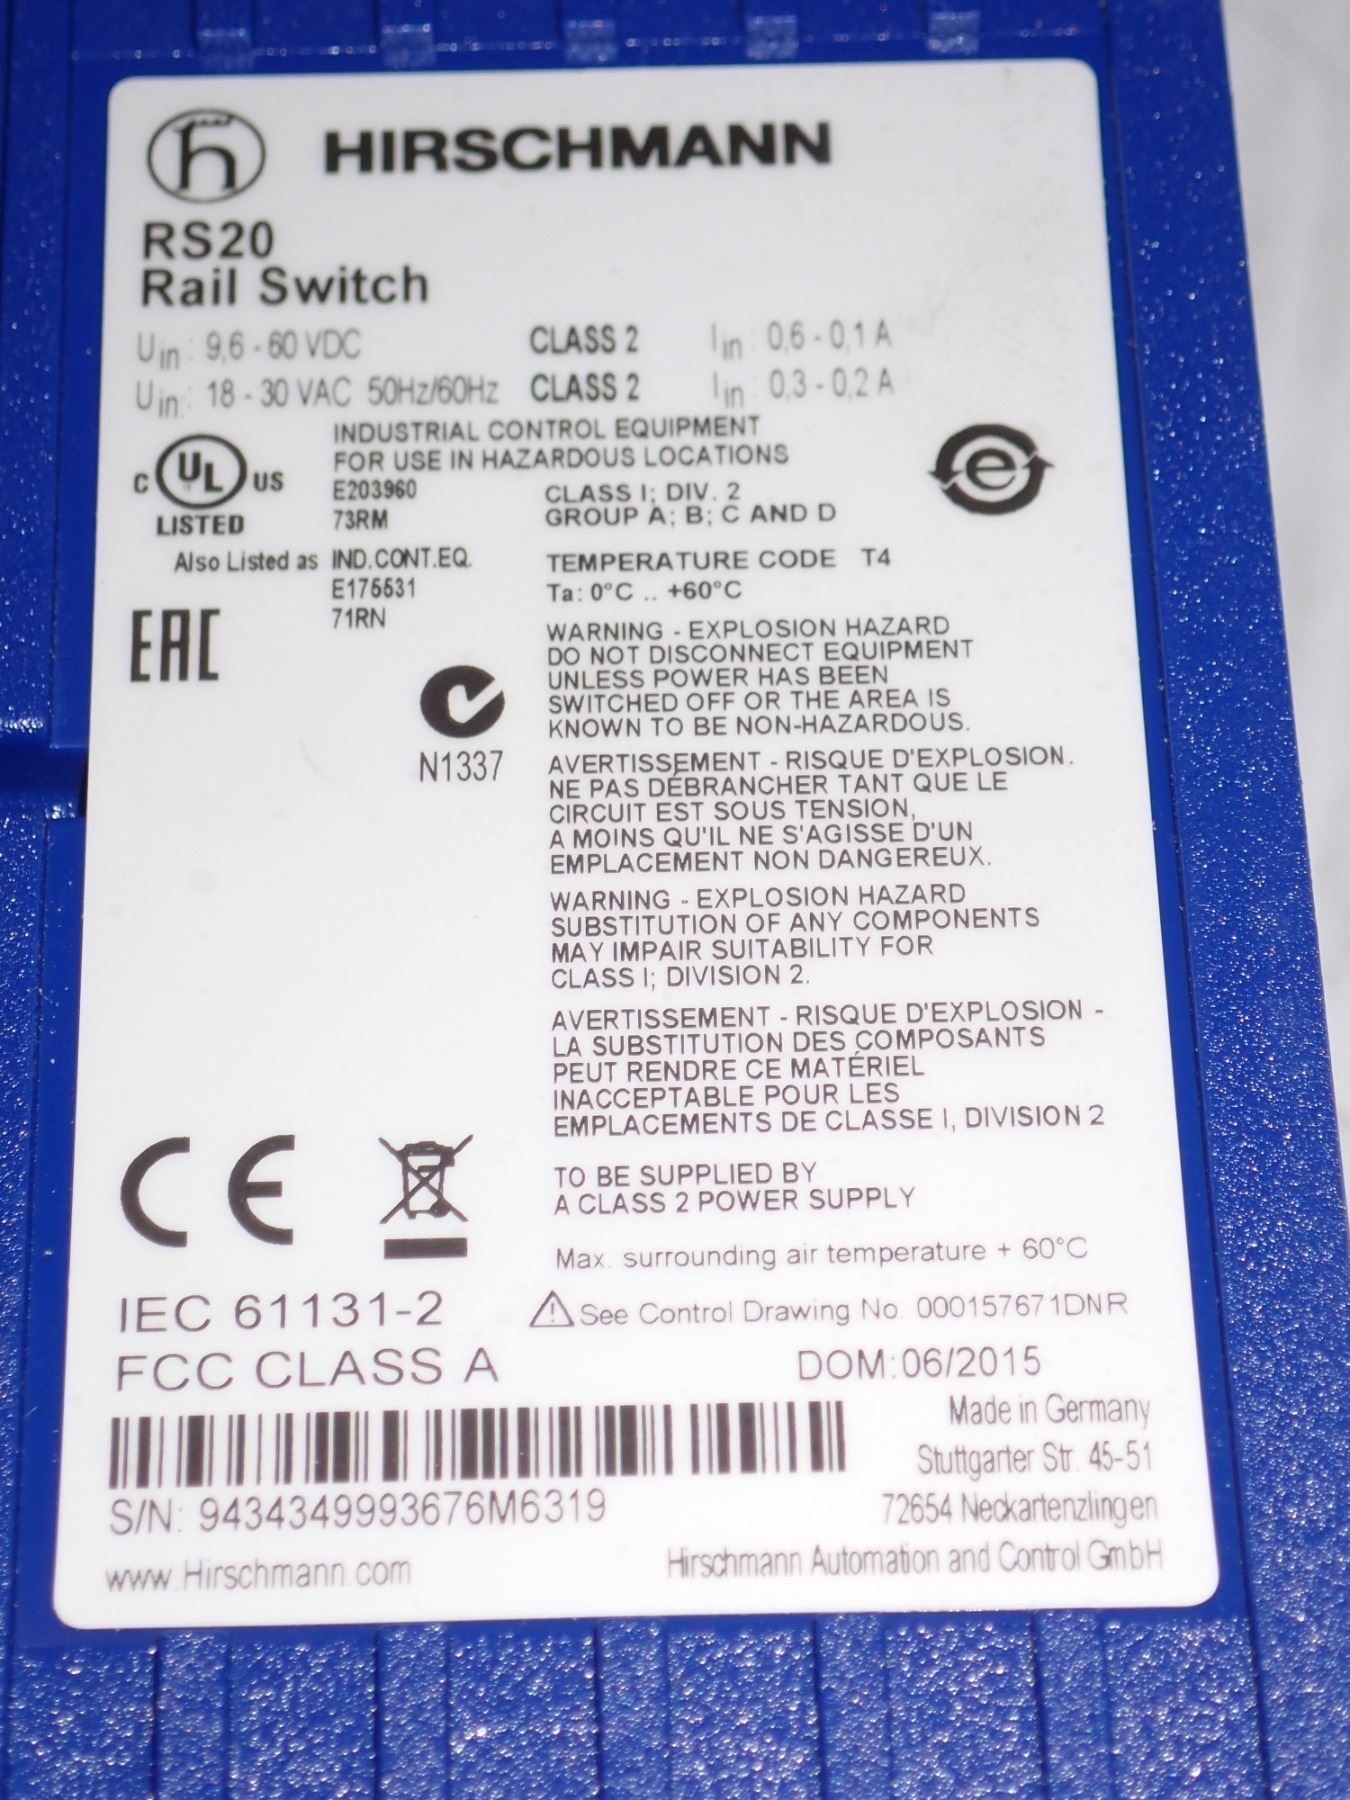 HIRSCHMANN
RS20
Rail Switch
Uin: 9,6 - 60 VDC CLASS 2 Iin: 0,6 - 0,1 A
Uin: 18 - 30 VAC 50Hz/60Hz CLASS 2 Iin: 0,3 - 0,2 A
INDUSTRIAL CONTROL EQUIPMENT
FOR USE IN HAZARDOUS LOCATIONS
C UL US
LISTED
E203960
73RM
CLASS I; DIV. 2
GROUP A; B; C AND D
e
Also Listed as IND.CONT.EQ.
E175531
71RN
TEMPERATURE CODE T4
Ta: 0°C .. +60°C
EAC
N1337
WARNING - EXPLOSION HAZARD
DO NOT DISCONNECT EQUIPMENT
UNLESS POWER HAS BEEN
SWITCHED OFF OR THE AREA IS
KNOWN TO BE NON-HAZARDOUS.
AVERTISSEMENT - RISQUE D'EXPLOSION.
NE PAS DÉBRANCHER TANT QUE LE
CIRCUIT EST SOUS TENSION,
A MOINS QU'IL NE S'AGISSE D'UN
EMPLACEMENT NON DANGEREUX.
WARNING - EXPLOSION HAZARD
SUBSTITUTION OF ANY COMPONENTS
MAY IMPAIR SUITABILITY FOR
CLASS I; DIVISION 2.
AVERTISSEMENT - RISQUE D'EXPLOSION -
LA SUBSTITUTION DES COMPOSANTS
PEUT RENDRE CE MATÉRIEL
INACCEPTABLE POUR LES
EMPLACEMENTS DE CLASSE I, DIVISION 2
CE
TO BE SUPPLIED BY
A CLASS 2 POWER SUPPLY
Max. surrounding air temperature + 60°C
IEC 61131-2
See Control Drawing No. 000157671DNR
FCC CLASS A
DOM:06/2015
Made in Germany
Stuttgarter Str. 45-51
72654 Neckartenzlingen
Hirschmann Automation and Control GmbH
S/N: 9434349993676M6319
www.Hirschmann.com